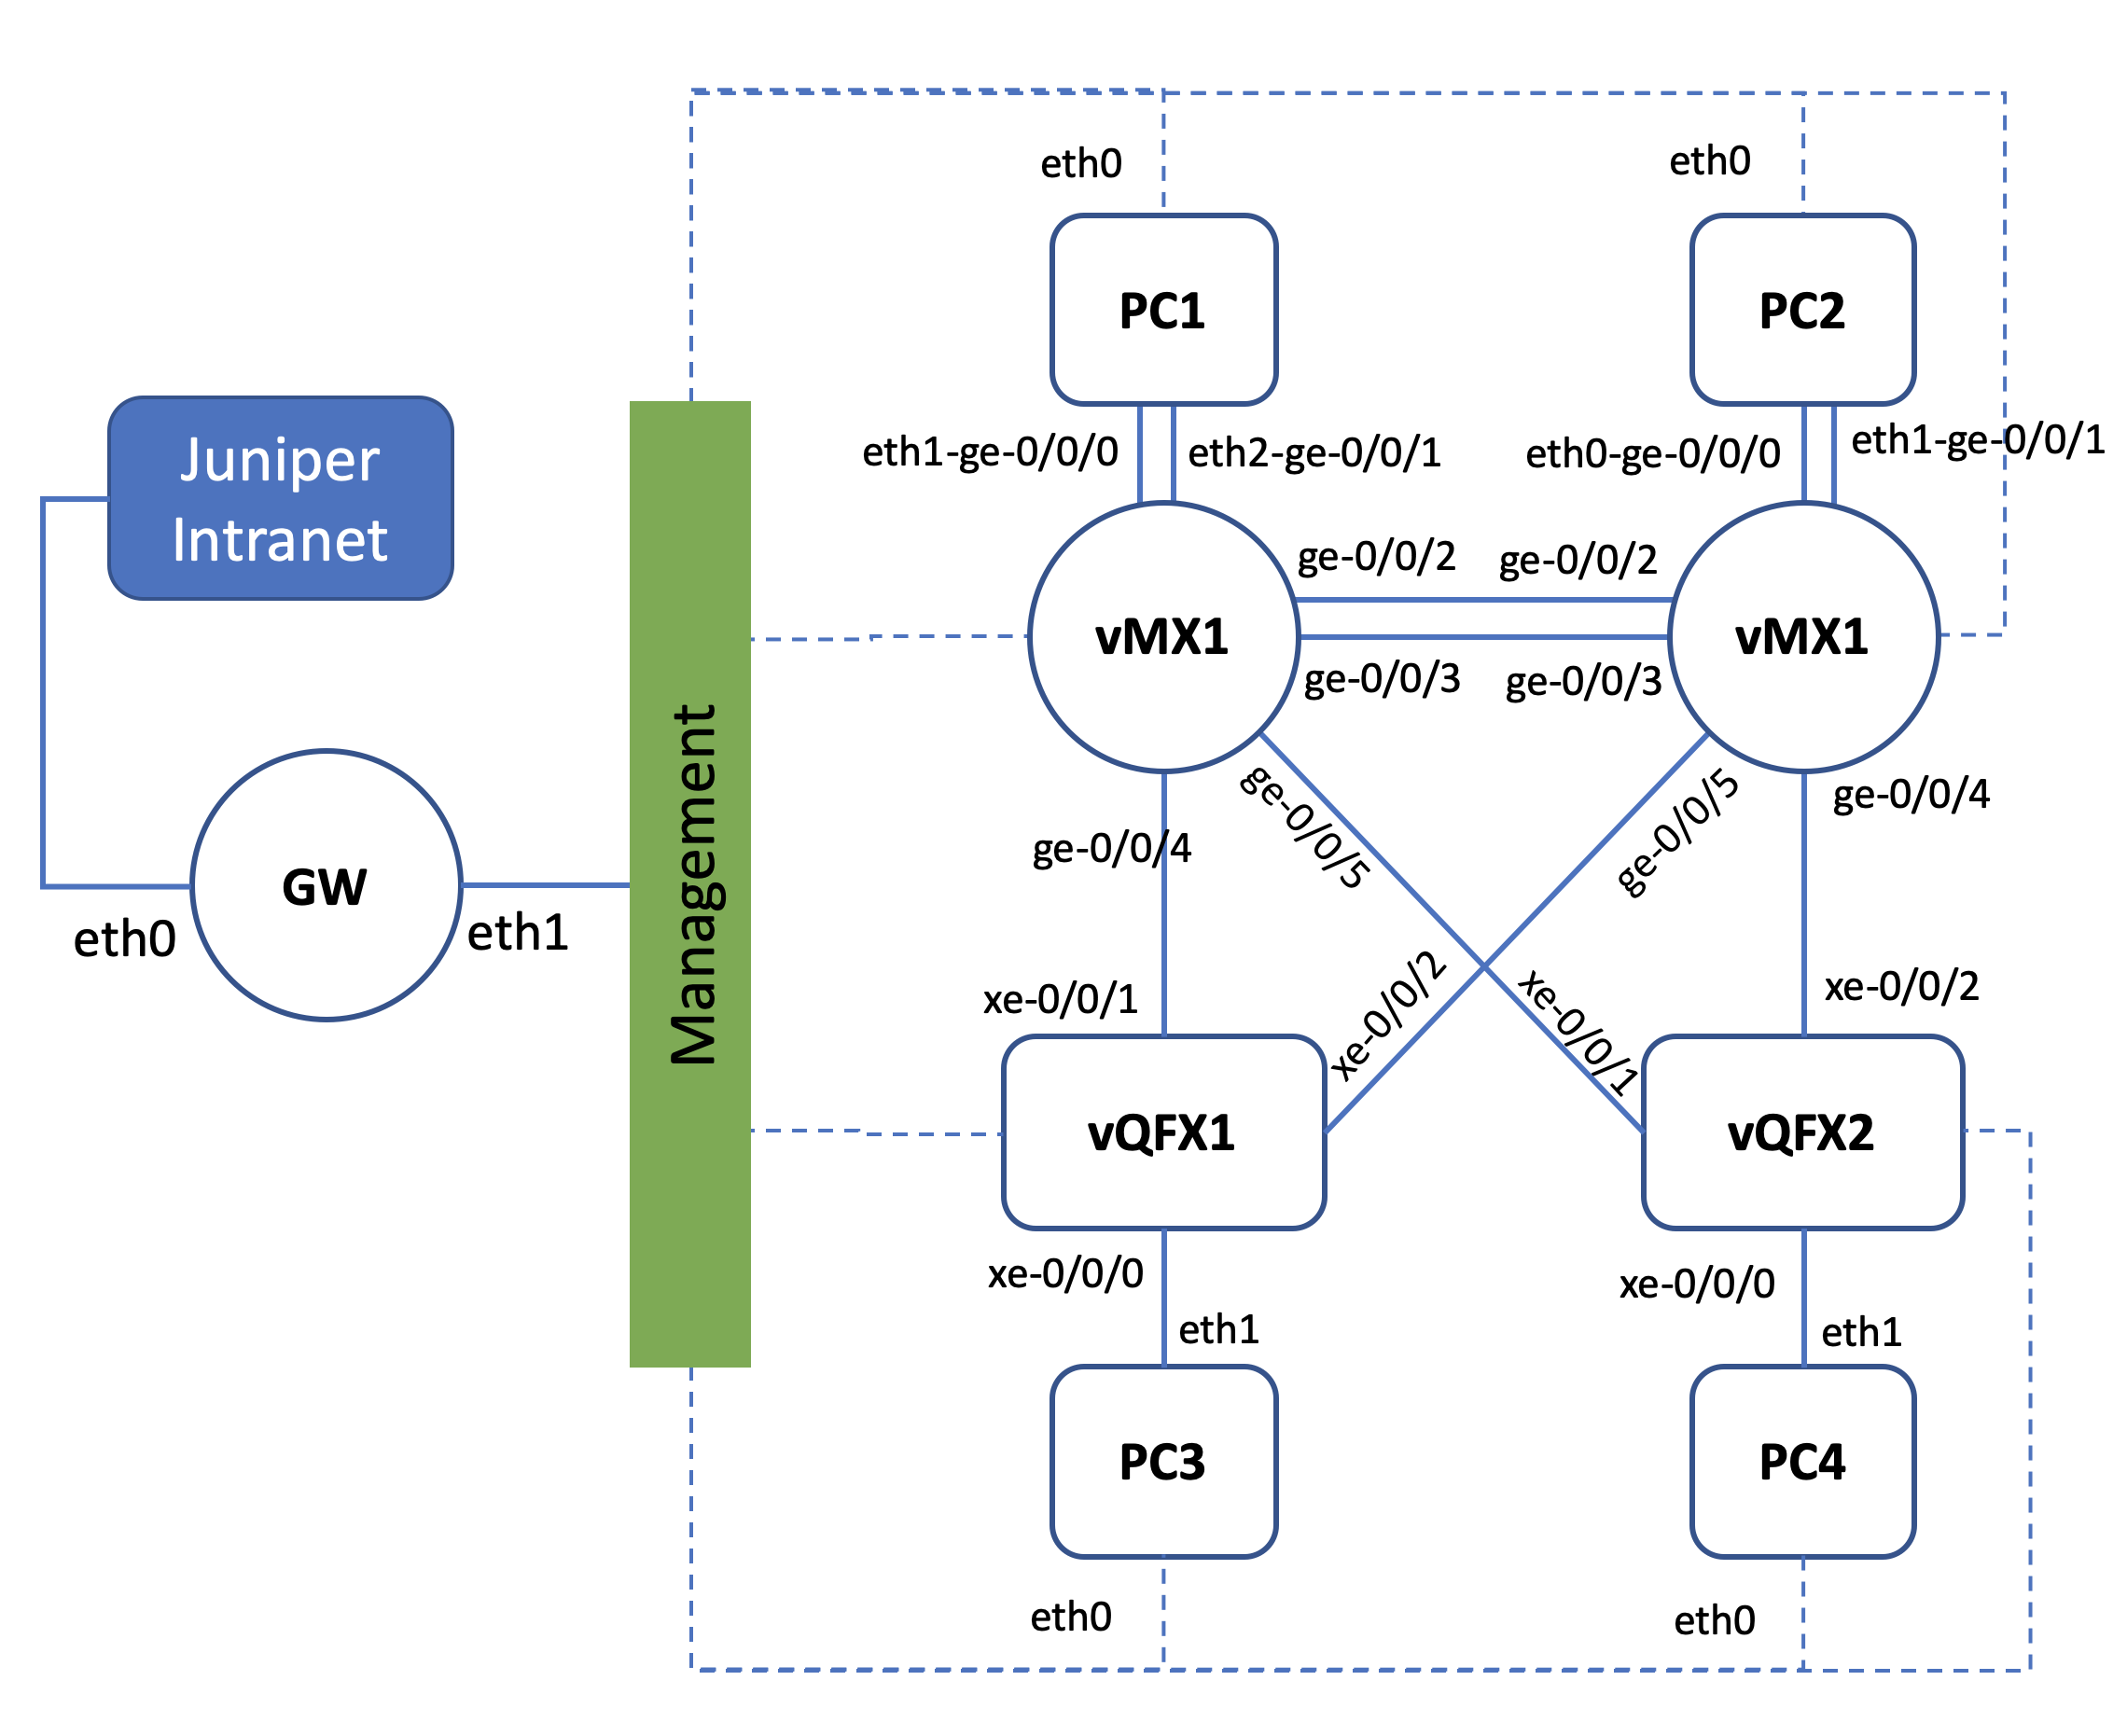 eth0
eth0
PC1
PC2
Juniper
Intranet
eth1-ge-0/0/0
eth2-ge-0/0/1
eth0-ge-0/0/0
eth1-ge-0/0/1
ge-0/0/2
ge-0/0/2
vMX1
vMX1
ge-0/0/3
ge-0/0/3
Management
ge-0/0/4
ge-0/0/5
ge-0/0/5
ge-0/0/4
GW
eth0
eth1
xe-0/0/1
xe-0/0/2
xe-0/0/1
xe-0/0/2
vQFX1
vQFX2
xe-0/0/0
xe-0/0/0
eth1
eth1
PC3
PC4
eth0
eth0